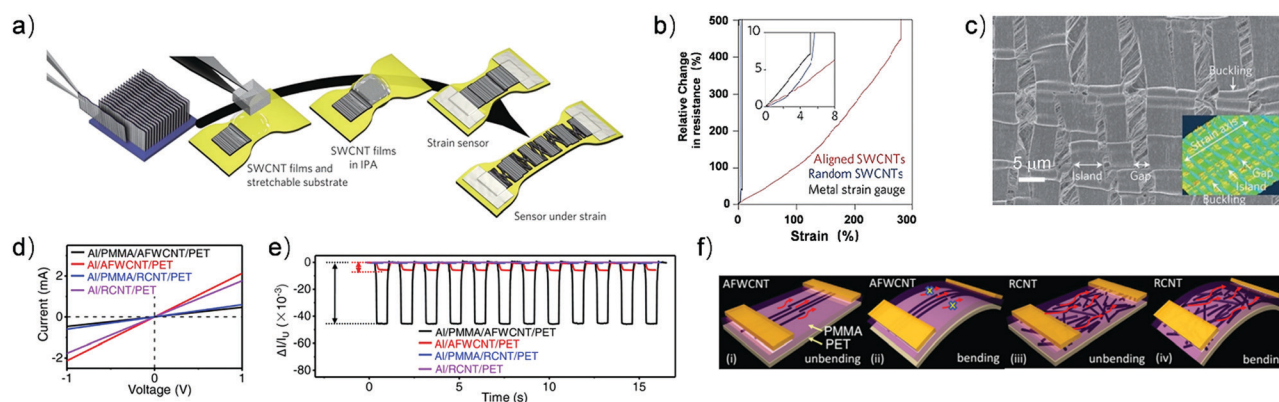 a)
SWCNT films and
stretchable substrate
SWCNT films
in IPA
Strain sensor
Sensor under strain
b)
Relative Change
in resistance (%)
500
400
300
200
100
0
10
5
0
0
4
8
Aligned SWCNTs
Random SWCNTs
Metal strain gauge
0
100
200
300
Strain (%)
c)
Buckling
5 μm
Island
Gap
Strain axis
Gap
Island
Buckling
d)
Al/PMMA/AFWCNT/PET
Al/AFWCNT/PET
Al/PMMA/RCNT/PET
Al/RCNT/PET
Current (mA)
2
0
-2
-1
0
1
Voltage (V)
e)
ΔI/I₀ (×10⁻³)
0
-20
-40
-60
-80
Al/PMMA/AFWCNT/PET
Al/AFWCNT/PET
Al/PMMA/RCNT/PET
Al/RCNT/PET
0
5
10
15
Time (s)
f)
AFWCNT
PMMA
PET
(i)
unbending
AFWCNT
x
x
(ii)
bending
RCNT
(iii)
unbending
RCNT
(iv)
bendin